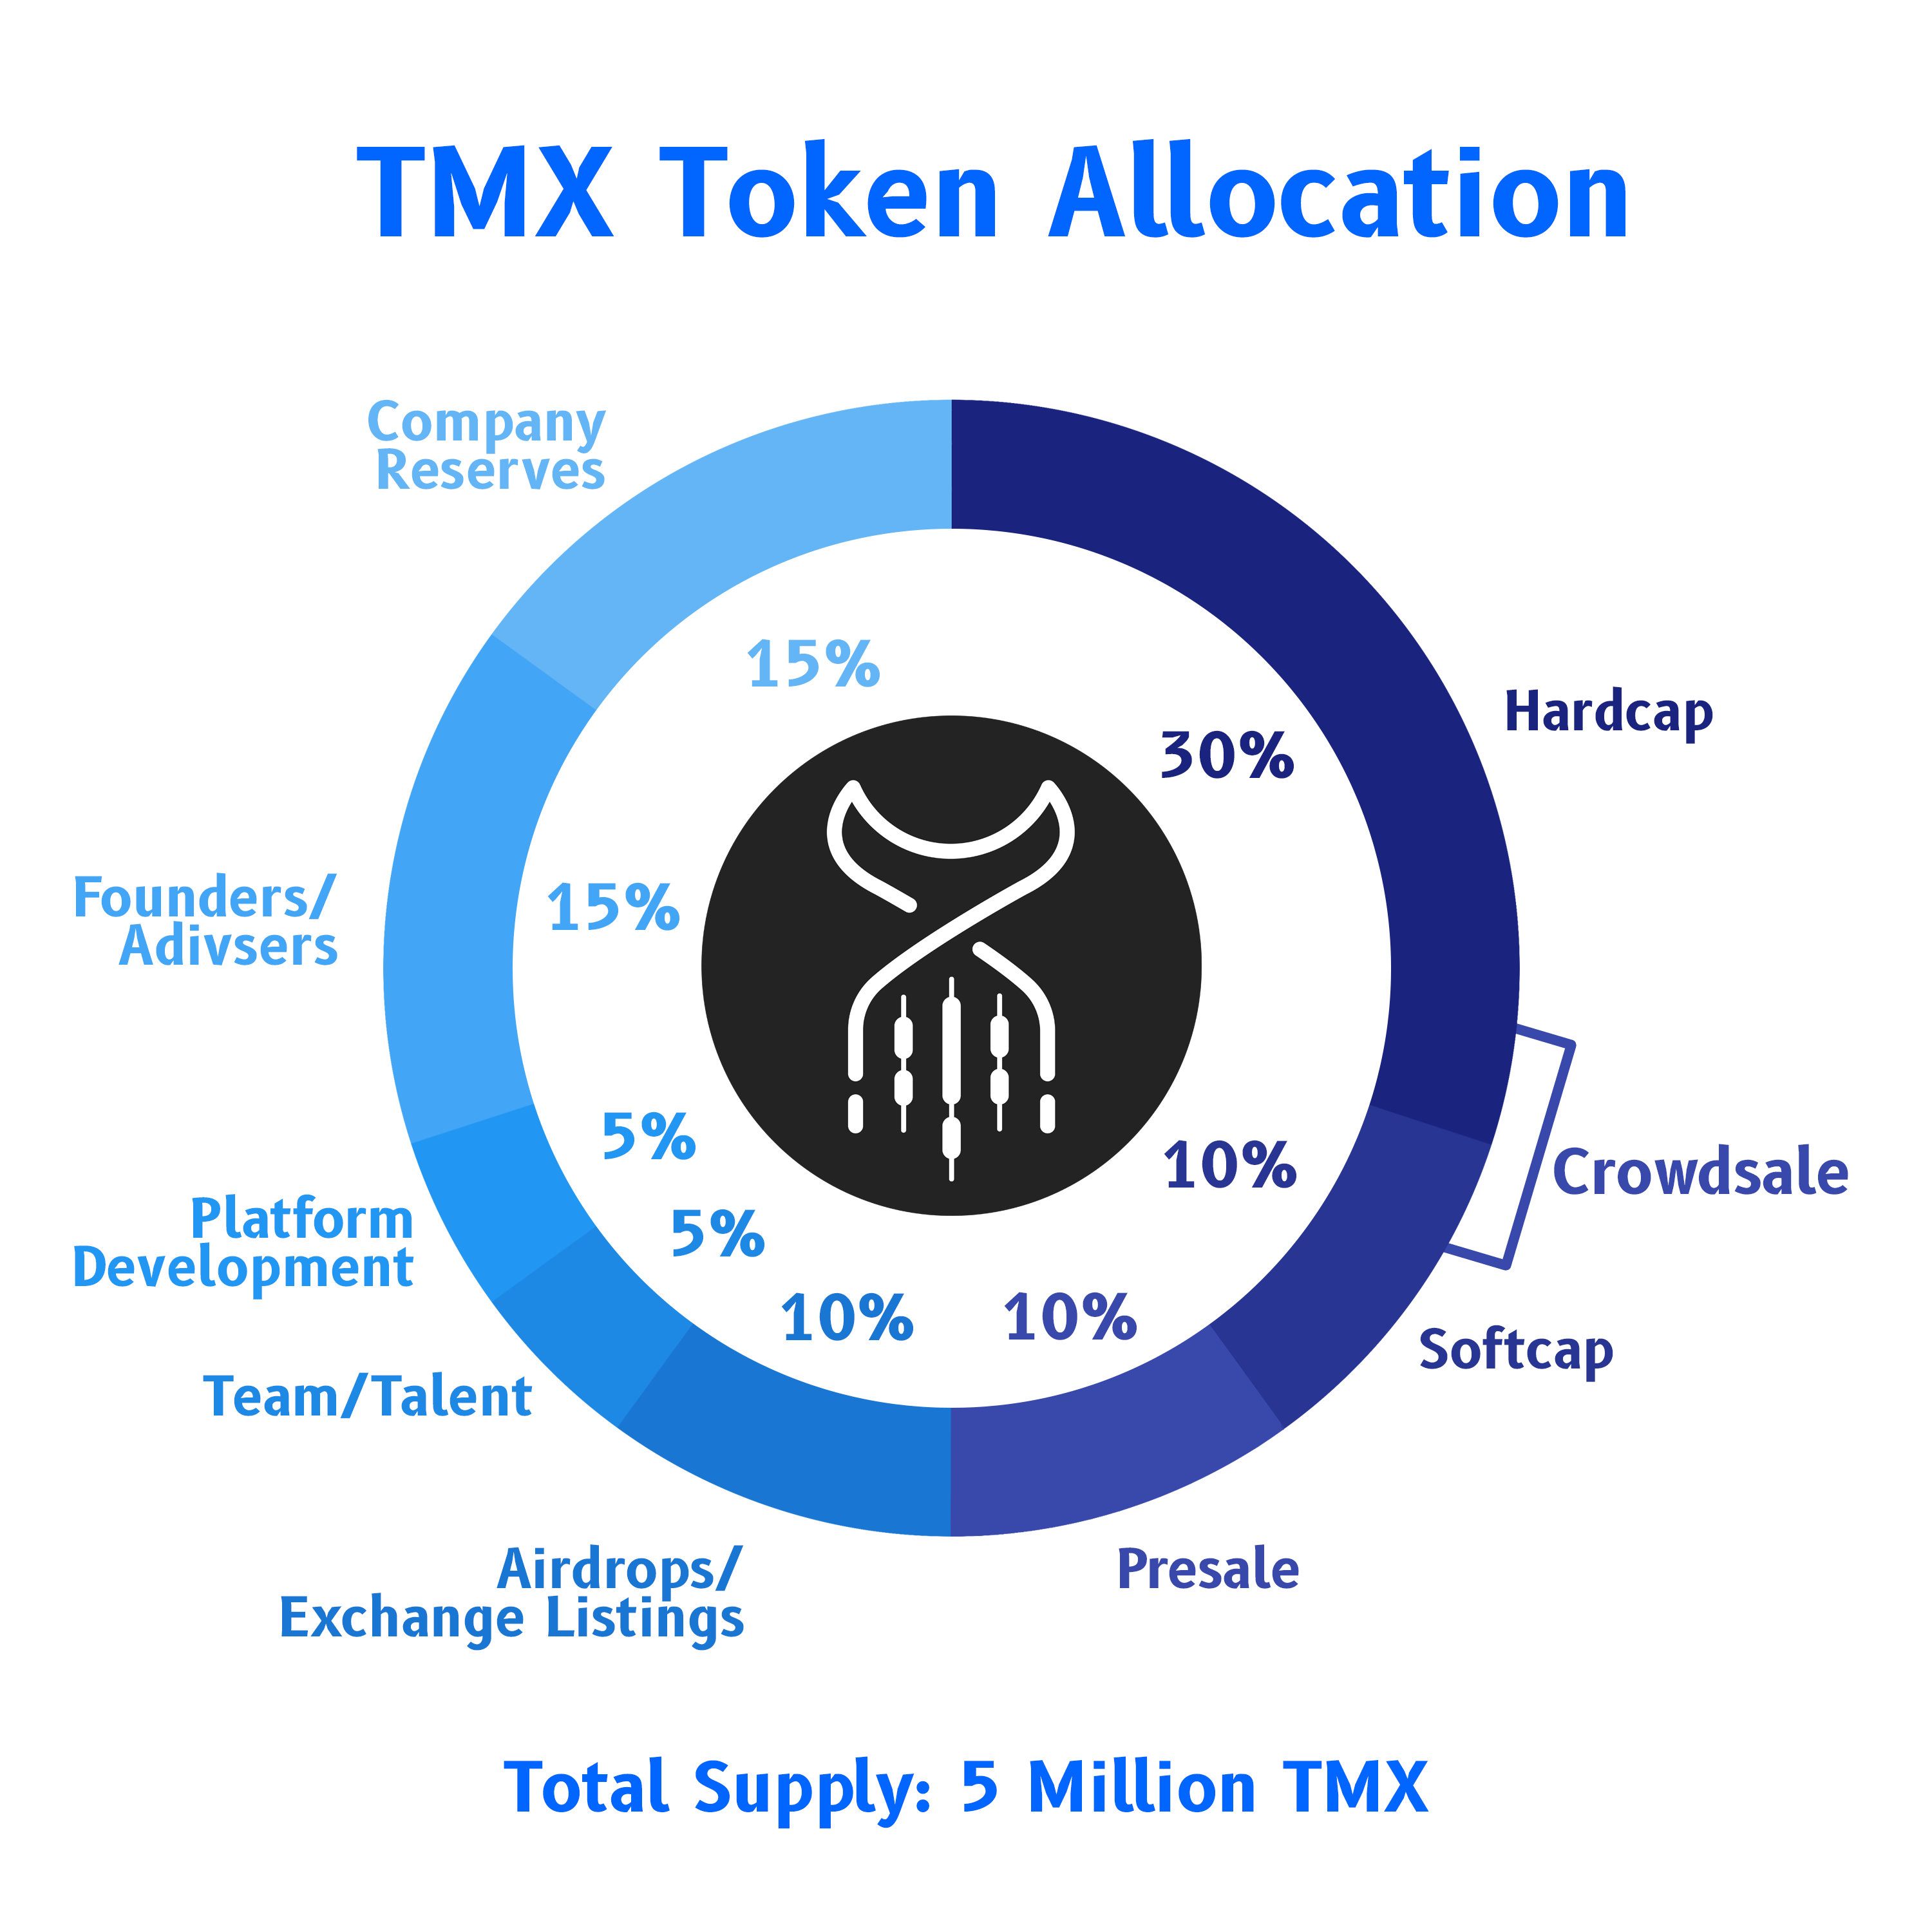 TMX Token Allocation
Company
Reserves
15%
30%
Hardcap
Founders/
Adivsers
15%
5%
10%
Crowdsale
Platform
Development
5%
10%
10%
Softcap
Team/Talent
Airdrops/
Exchange Listings
Presale
Total Supply: 5 Million TMX